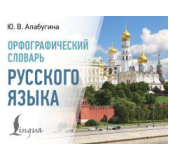 Ю. В. Алабугина
ОРФОГРАФИЧЕСКИЙ
СЛОВАРЬ
РУССКОГО
ЯЗЫКА
Lingua